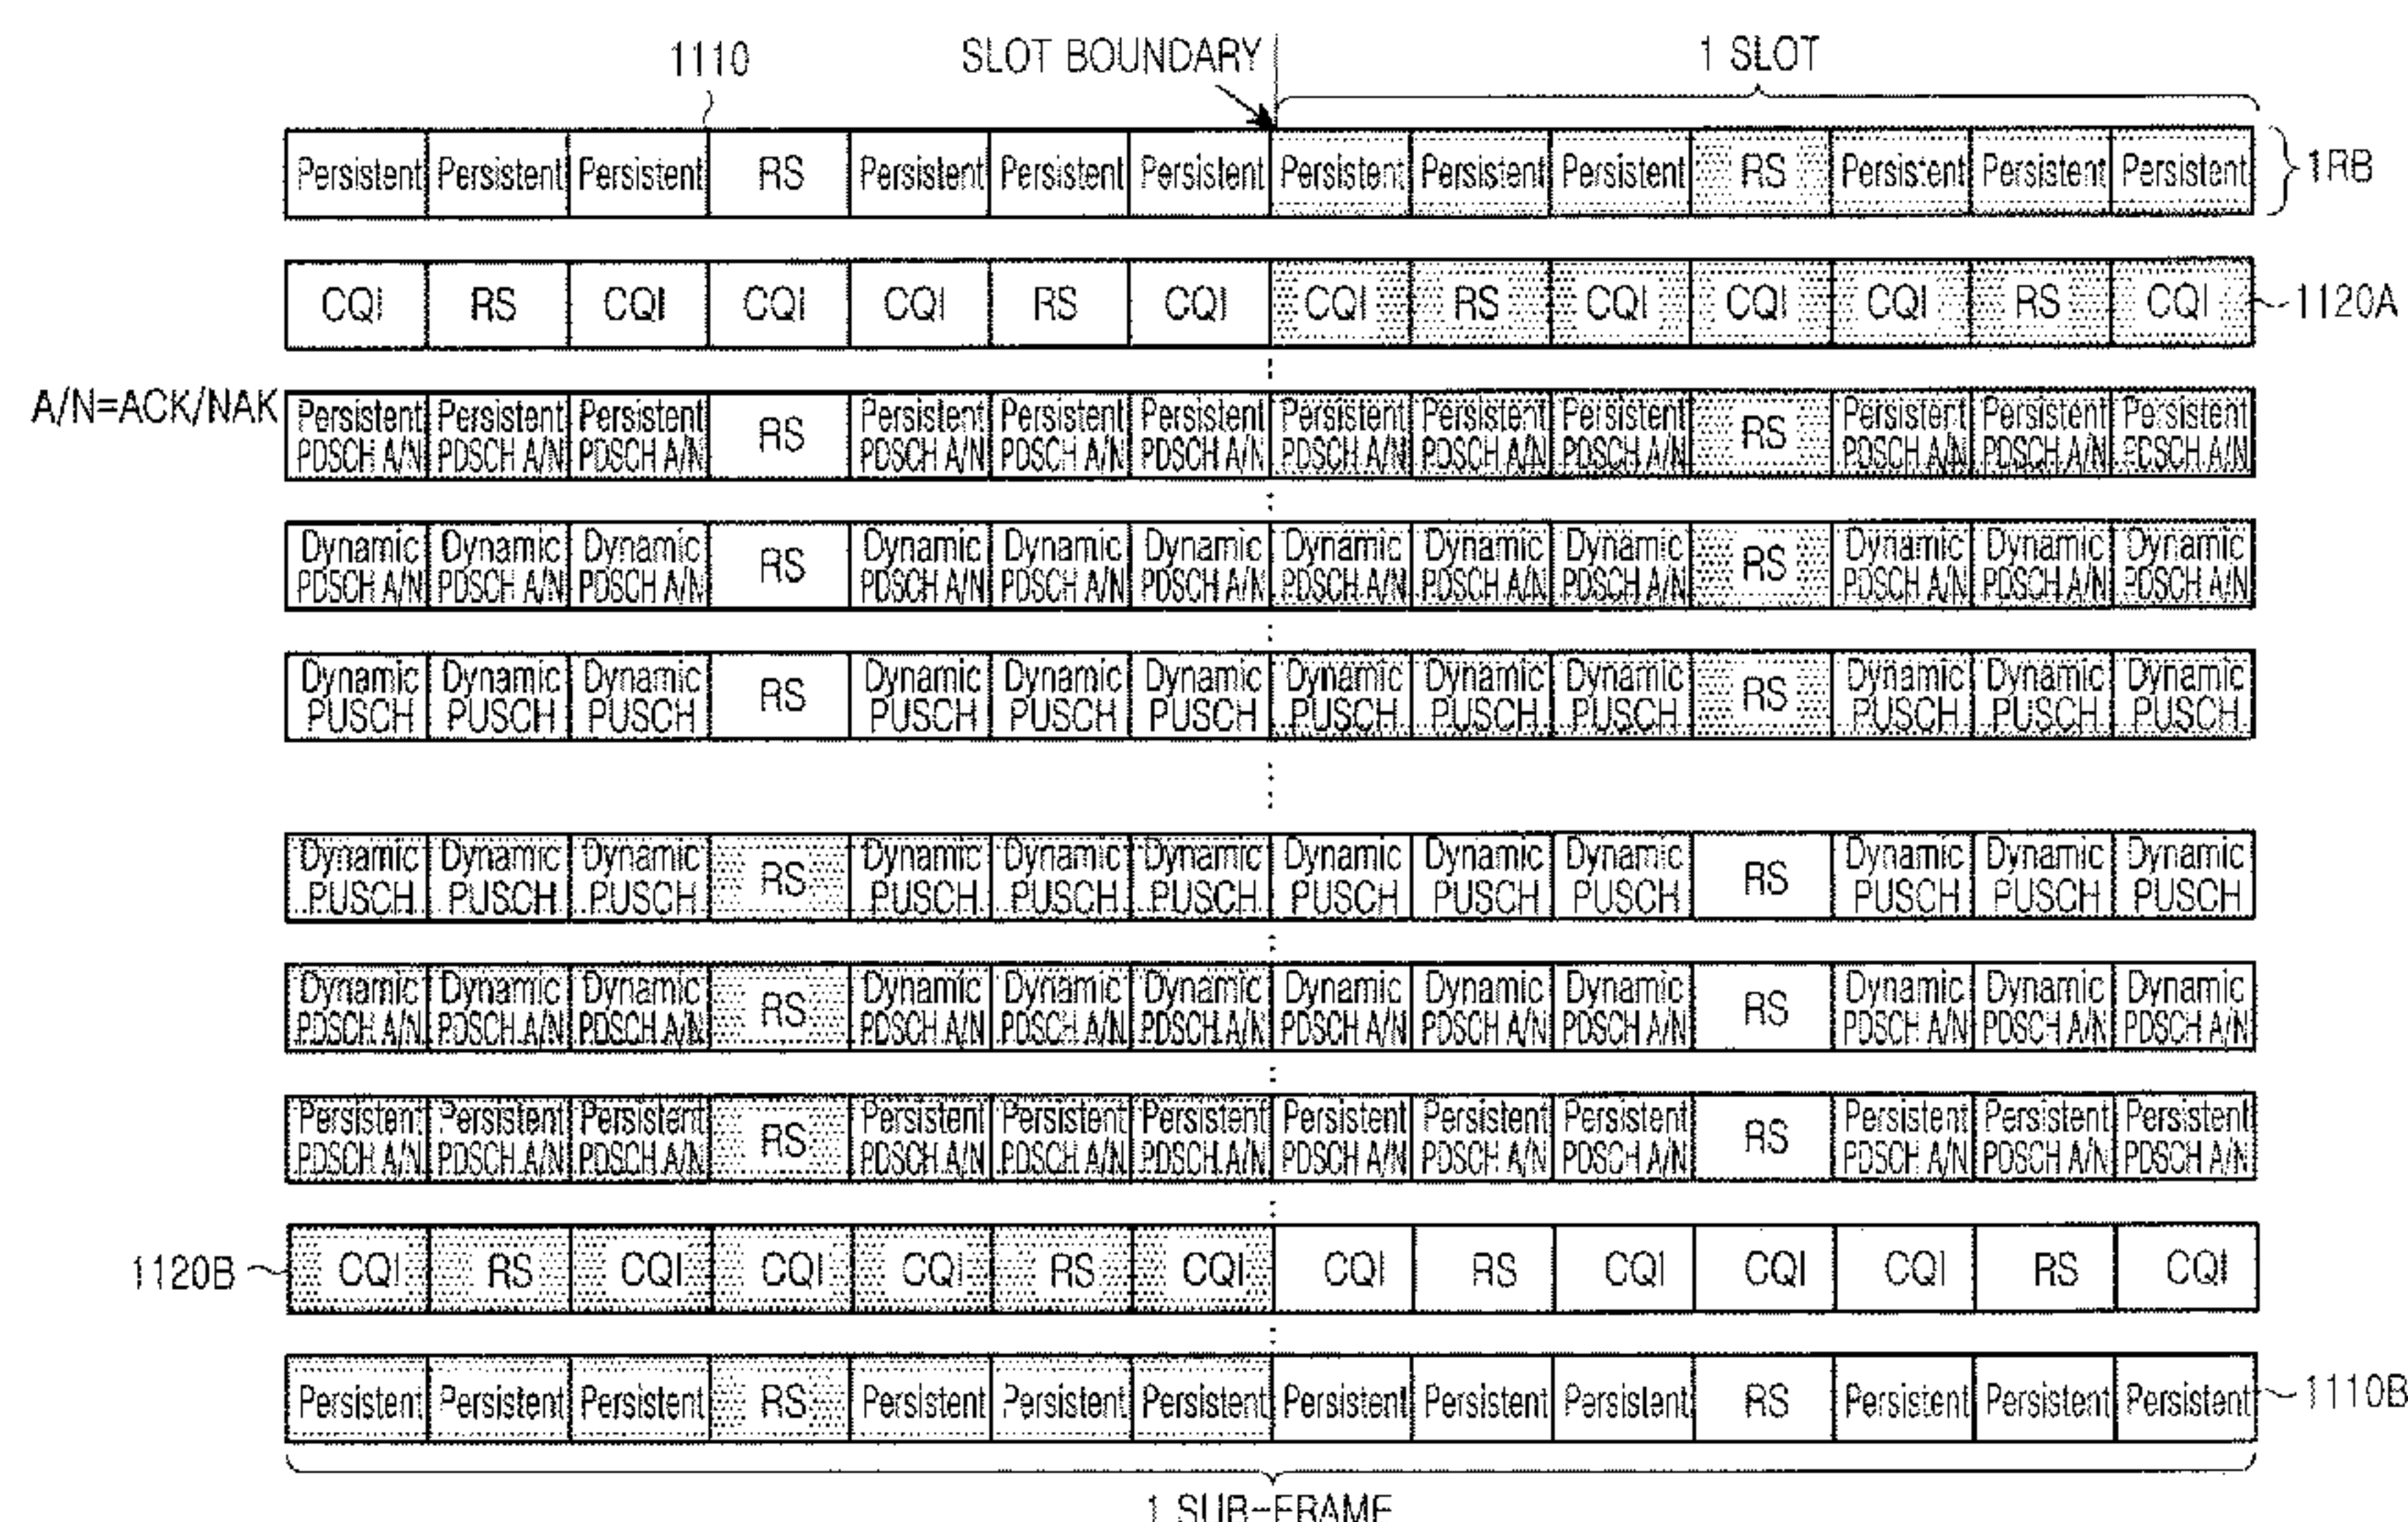 1110 SLOT BOUNDARY 1 SLOT
Persistent Persistent Persistent RS Persistent Persistent Persistent Persistent Persistent Persistent RS Persistent Persistent Persistent 1RB
CQI RS CQI CQI CQI RS CQI CQI RS CQI CQI CQI RS CQI 1120A
A/N=ACK/NAK
Persistent Persistent Persistent RS Persistent Persistent Persistent Persistent Persistent Persistent RS Persistent Persistent Persistent
PDSCH A/N PDSCH A/N PDSCH A/N PDSCH A/N PDSCH A/N PDSCH A/N PDSCH A/N PDSCH A/N PDSCH A/N PDSCH A/N PDSCH A/N PDSCH A/N
Dynamic Dynamic Dynamic RS Dynamic Dynamic Dynamic Dynamic Dynamic Dynamic RS Dynamic Dynamic Dynamic
PDSCH A/N PDSCH A/N PDSCH A/N PDSCH A/N PDSCH A/N PDSCH A/N PDSCH A/N PDSCH A/N PDSCH A/N PDSCH A/N PDSCH A/N PDSCH A/N
Dynamic Dynamic Dynamic RS Dynamic Dynamic Dynamic Dynamic Dynamic Dynamic RS Dynamic Dynamic Dynamic
PUSCH PUSCH PUSCH PUSCH PUSCH PUSCH PUSCH PUSCH PUSCH PUSCH PUSCH PUSCH
Dynamic Dynamic Dynamic RS Dynamic Dynamic Dynamic Dynamic Dynamic Dynamic RS Dynamic Dynamic Dynamic
PUSCH PUSCH PUSCH PUSCH PUSCH PUSCH PUSCH PUSCH PUSCH PUSCH PUSCH PUSCH
Dynamic Dynamic Dynamic RS Dynamic Dynamic Dynamic Dynamic Dynamic Dynamic RS Dynamic Dynamic Dynamic
PDSCH A/N PDSCH A/N PDSCH A/N PDSCH A/N PDSCH A/N PDSCH A/N PDSCH A/N PDSCH A/N PDSCH A/N PDSCH A/N PDSCH A/N PDSCH A/N
Persistent Persistent Persistent RS Persistent Persistent Persistent Persistent Persistent Persistent RS Persistent Persistent Persistent
PDSCH A/N PDSCH A/N PDSCH A/N PDSCH A/N PDSCH A/N PDSCH A/N PDSCH A/N PDSCH A/N PDSCH A/N PDSCH A/N PDSCH A/N PDSCH A/N
1120B CQI RS CQI CQI CQI RS CQI CQI RS CQI CQI CQI RS CQI
Persistent Persistent Persistent RS Persistent Persistent Persistent Persistent Persistent Persistent RS Persistent Persistent Persistent 1110B
1 SUB-FRAME